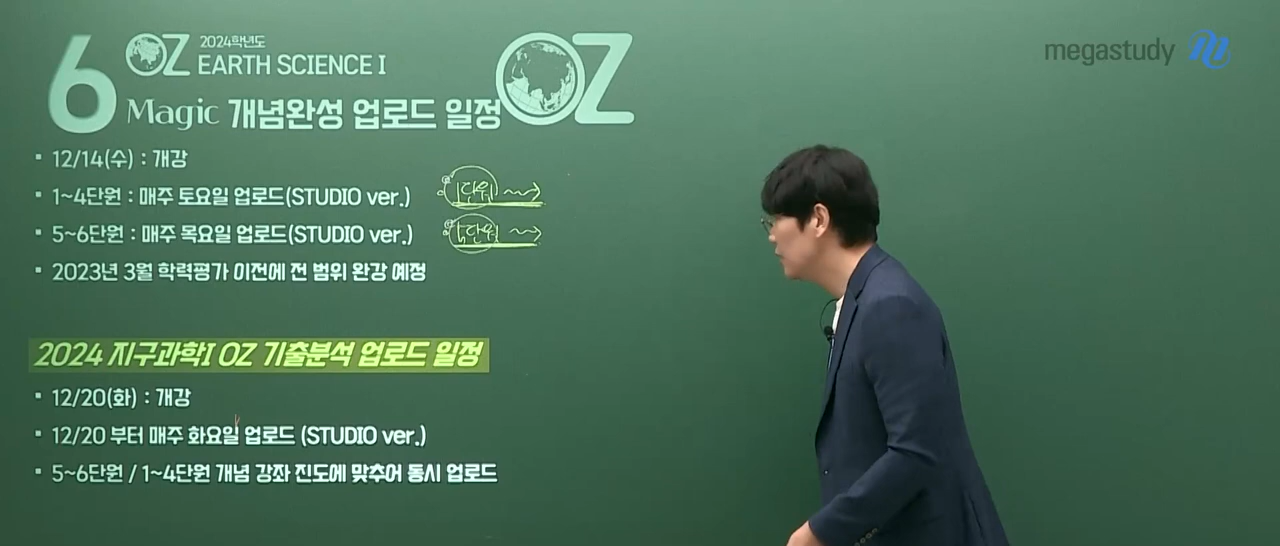 6
OZ 2024학년도
EARTH SCIENCE I
Magic 개념완성 업로드 일정
OZ
megastudy
▪ 12/14(수) : 개강
▪ 1~4단원 : 매주 토요일 업로드(STUDIO ver.)
1단원
▪ 5~6단원 : 매주 목요일 업로드(STUDIO ver.)
5단원
▪ 2023년 3월 학력평가 이전에 전 범위 완강 예정
2024 지구과학I OZ 기출분석 업로드 일정
▪ 12/20(화) : 개강
▪ 12/20 부터 매주 화요일 업로드 (STUDIO ver.)
▪ 5~6단원 / 1~4단원 개념 강좌 진도에 맞추어 동시 업로드